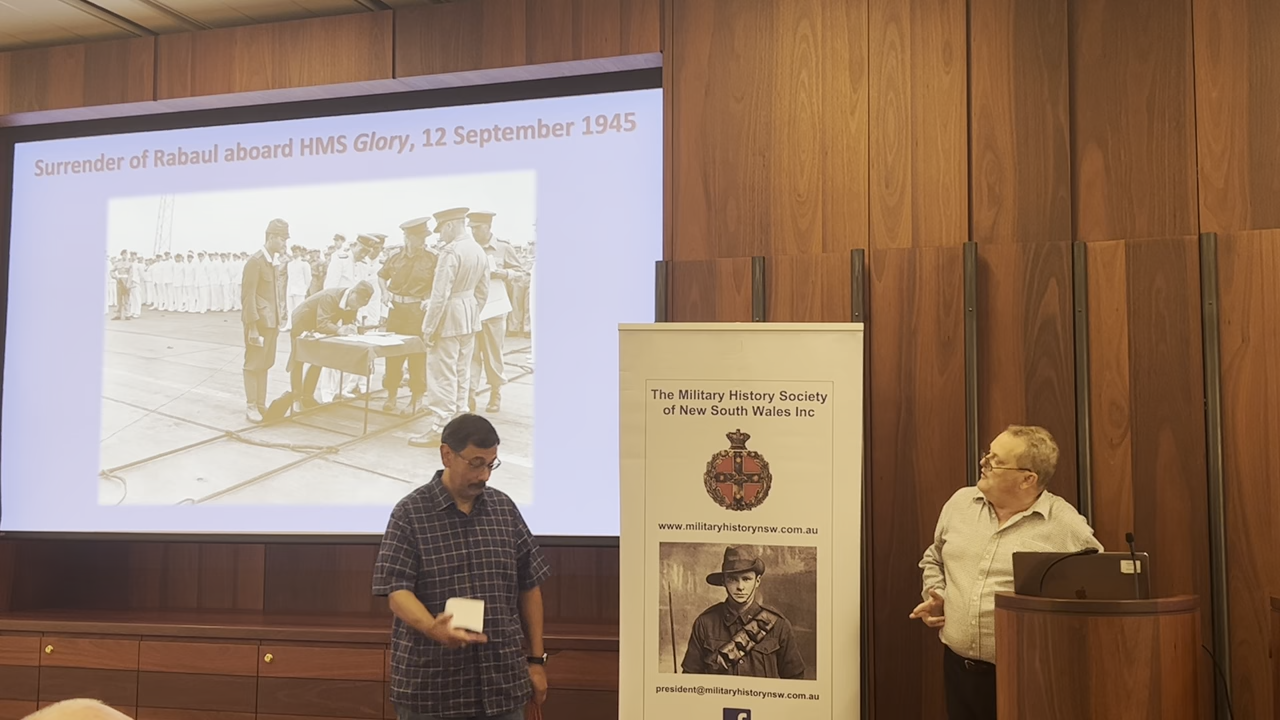 Surrender of Rabaul aboard HMS Glory, 12 September 1945
The Military History Society
of New South Wales Inc
www.militaryhistorynsw.com.au
president@militaryhistorynsw.com.au